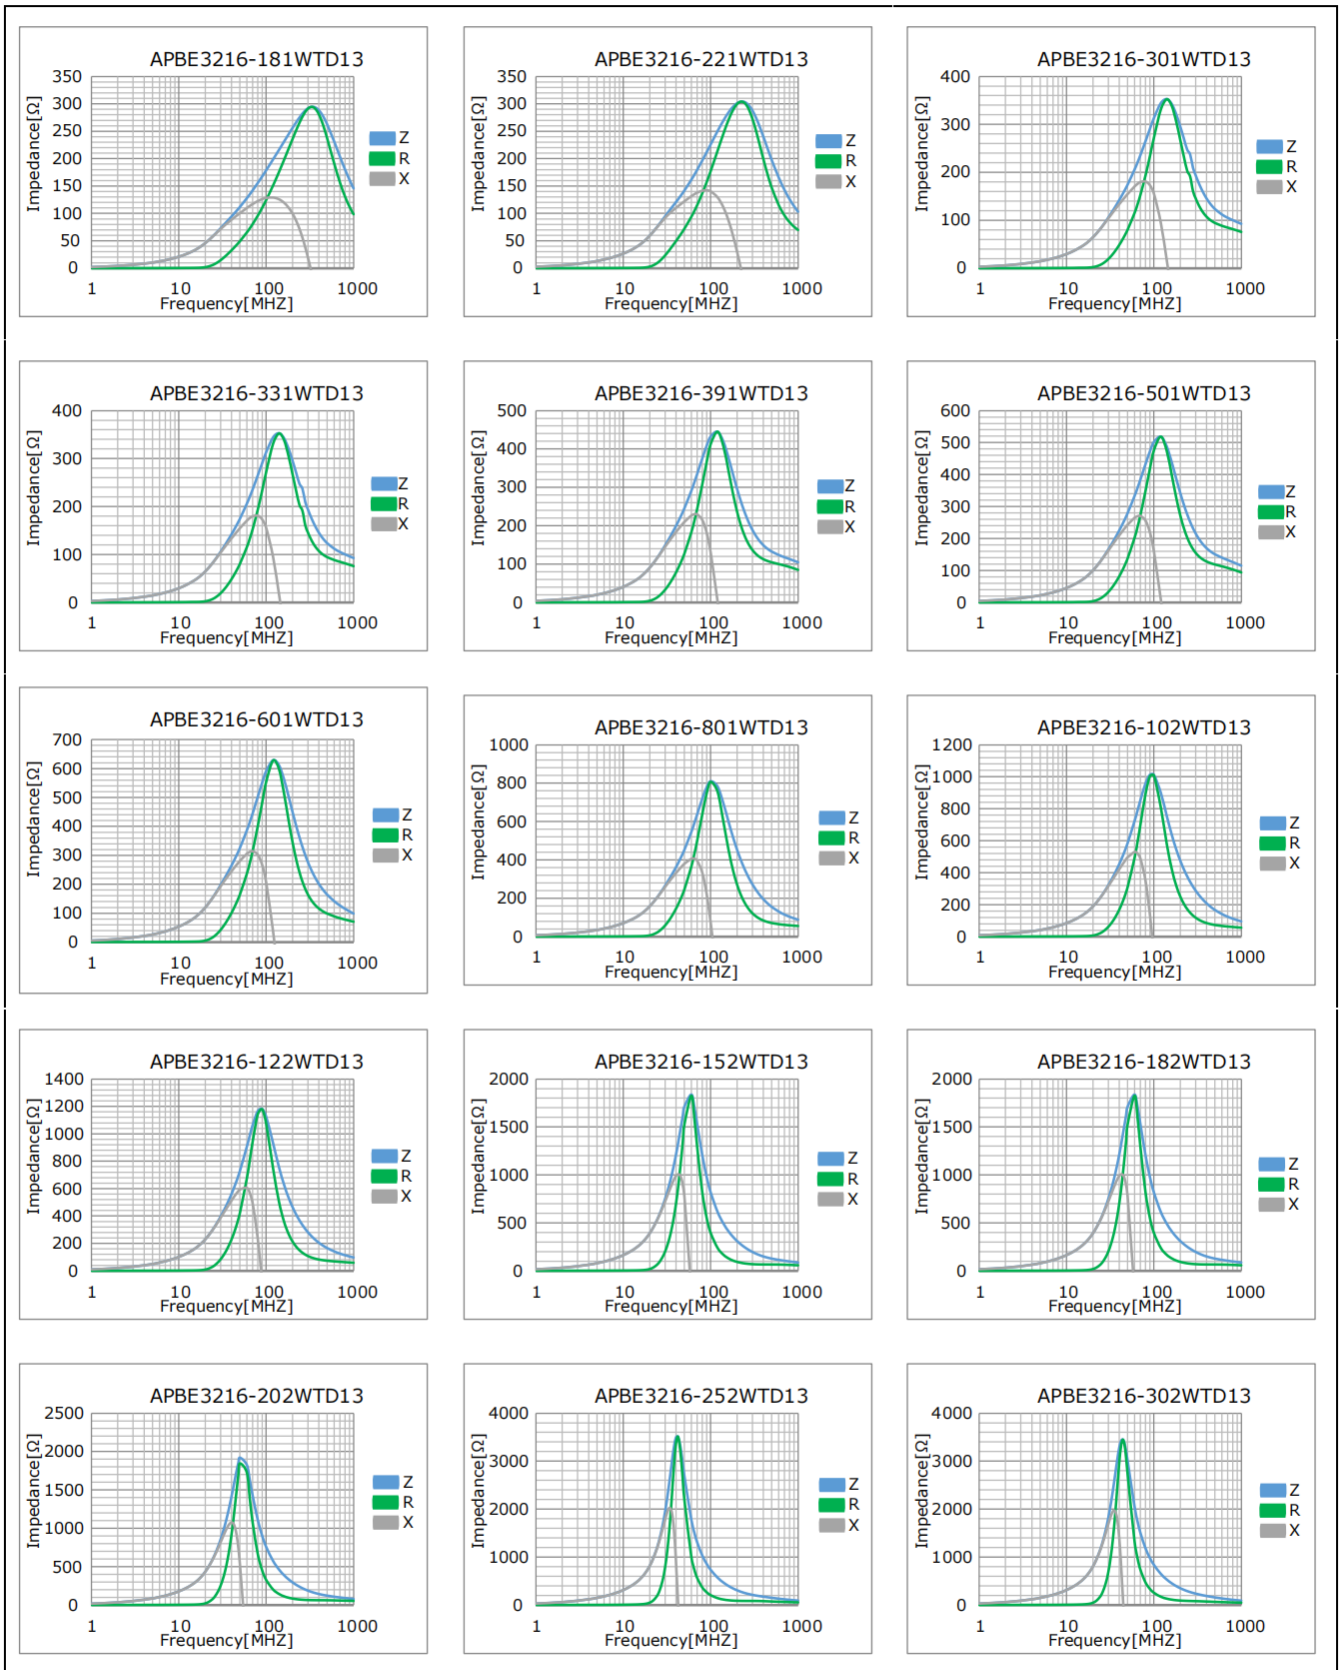 APBE3216-181WTD13
350
300
250
200
150
100
50
0
Impedance[Ω]
1 10 100 1000
Frequency[MHZ]
Z
R
X
APBE3216-221WTD13
350
300
250
200
150
100
50
0
Impedance[Ω]
1 10 100 1000
Frequency[MHZ]
Z
R
X
APBE3216-301WTD13
400
300
200
100
0
Impedance[Ω]
1 10 100 1000
Frequency[MHZ]
Z
R
X
APBE3216-331WTD13
400
300
200
100
0
Impedance[Ω]
1 10 100 1000
Frequency[MHZ]
Z
R
X
APBE3216-391WTD13
500
400
300
200
100
0
Impedance[Ω]
1 10 100 1000
Frequency[MHZ]
Z
R
X
APBE3216-501WTD13
600
500
400
300
200
100
0
Impedance[Ω]
1 10 100 1000
Frequency[MHZ]
Z
R
X
APBE3216-601WTD13
700
600
500
400
300
200
100
0
Impedance[Ω]
1 10 100 1000
Frequency[MHZ]
Z
R
X
APBE3216-801WTD13
1000
800
600
400
200
0
Impedance[Ω]
1 10 100 1000
Frequency[MHZ]
Z
R
X
APBE3216-102WTD13
1200
1000
800
600
400
200
0
Impedance[Ω]
1 10 100 1000
Frequency[MHZ]
Z
R
X
APBE3216-122WTD13
1400
1200
1000
800
600
400
200
0
Impedance[Ω]
1 10 100 1000
Frequency[MHZ]
Z
R
X
APBE3216-152WTD13
2000
1500
1000
500
0
Impedance[Ω]
1 10 100 1000
Frequency[MHZ]
Z
R
X
APBE3216-182WTD13
2000
1500
1000
500
0
Impedance[Ω]
1 10 100 1000
Frequency[MHZ]
Z
R
X
APBE3216-202WTD13
2500
2000
1500
1000
500
0
Impedance[Ω]
1 10 100 1000
Frequency[MHZ]
Z
R
X
APBE3216-252WTD13
4000
3000
2000
1000
0
Impedance[Ω]
1 10 100 1000
Frequency[MHZ]
Z
R
X
APBE3216-302WTD13
4000
3000
2000
1000
0
Impedance[Ω]
1 10 100 1000
Frequency[MHZ]
Z
R
X